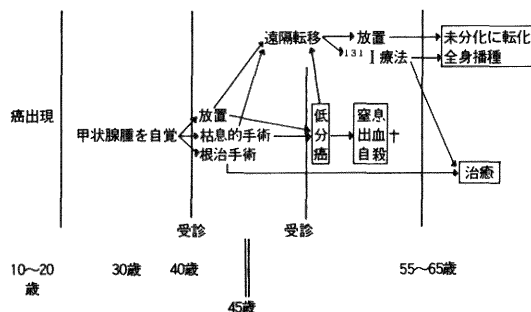 遠隔転移
放置
未分化に転化
¹³¹I療法
全身播種
癌出現
甲状腺腫を自覚
放置
枯息的手術
根治手術
低分癌
窒息
出血†
自殺
治療
受診
受診
10〜20歳
30歳
40歳
45歳
55〜65歳